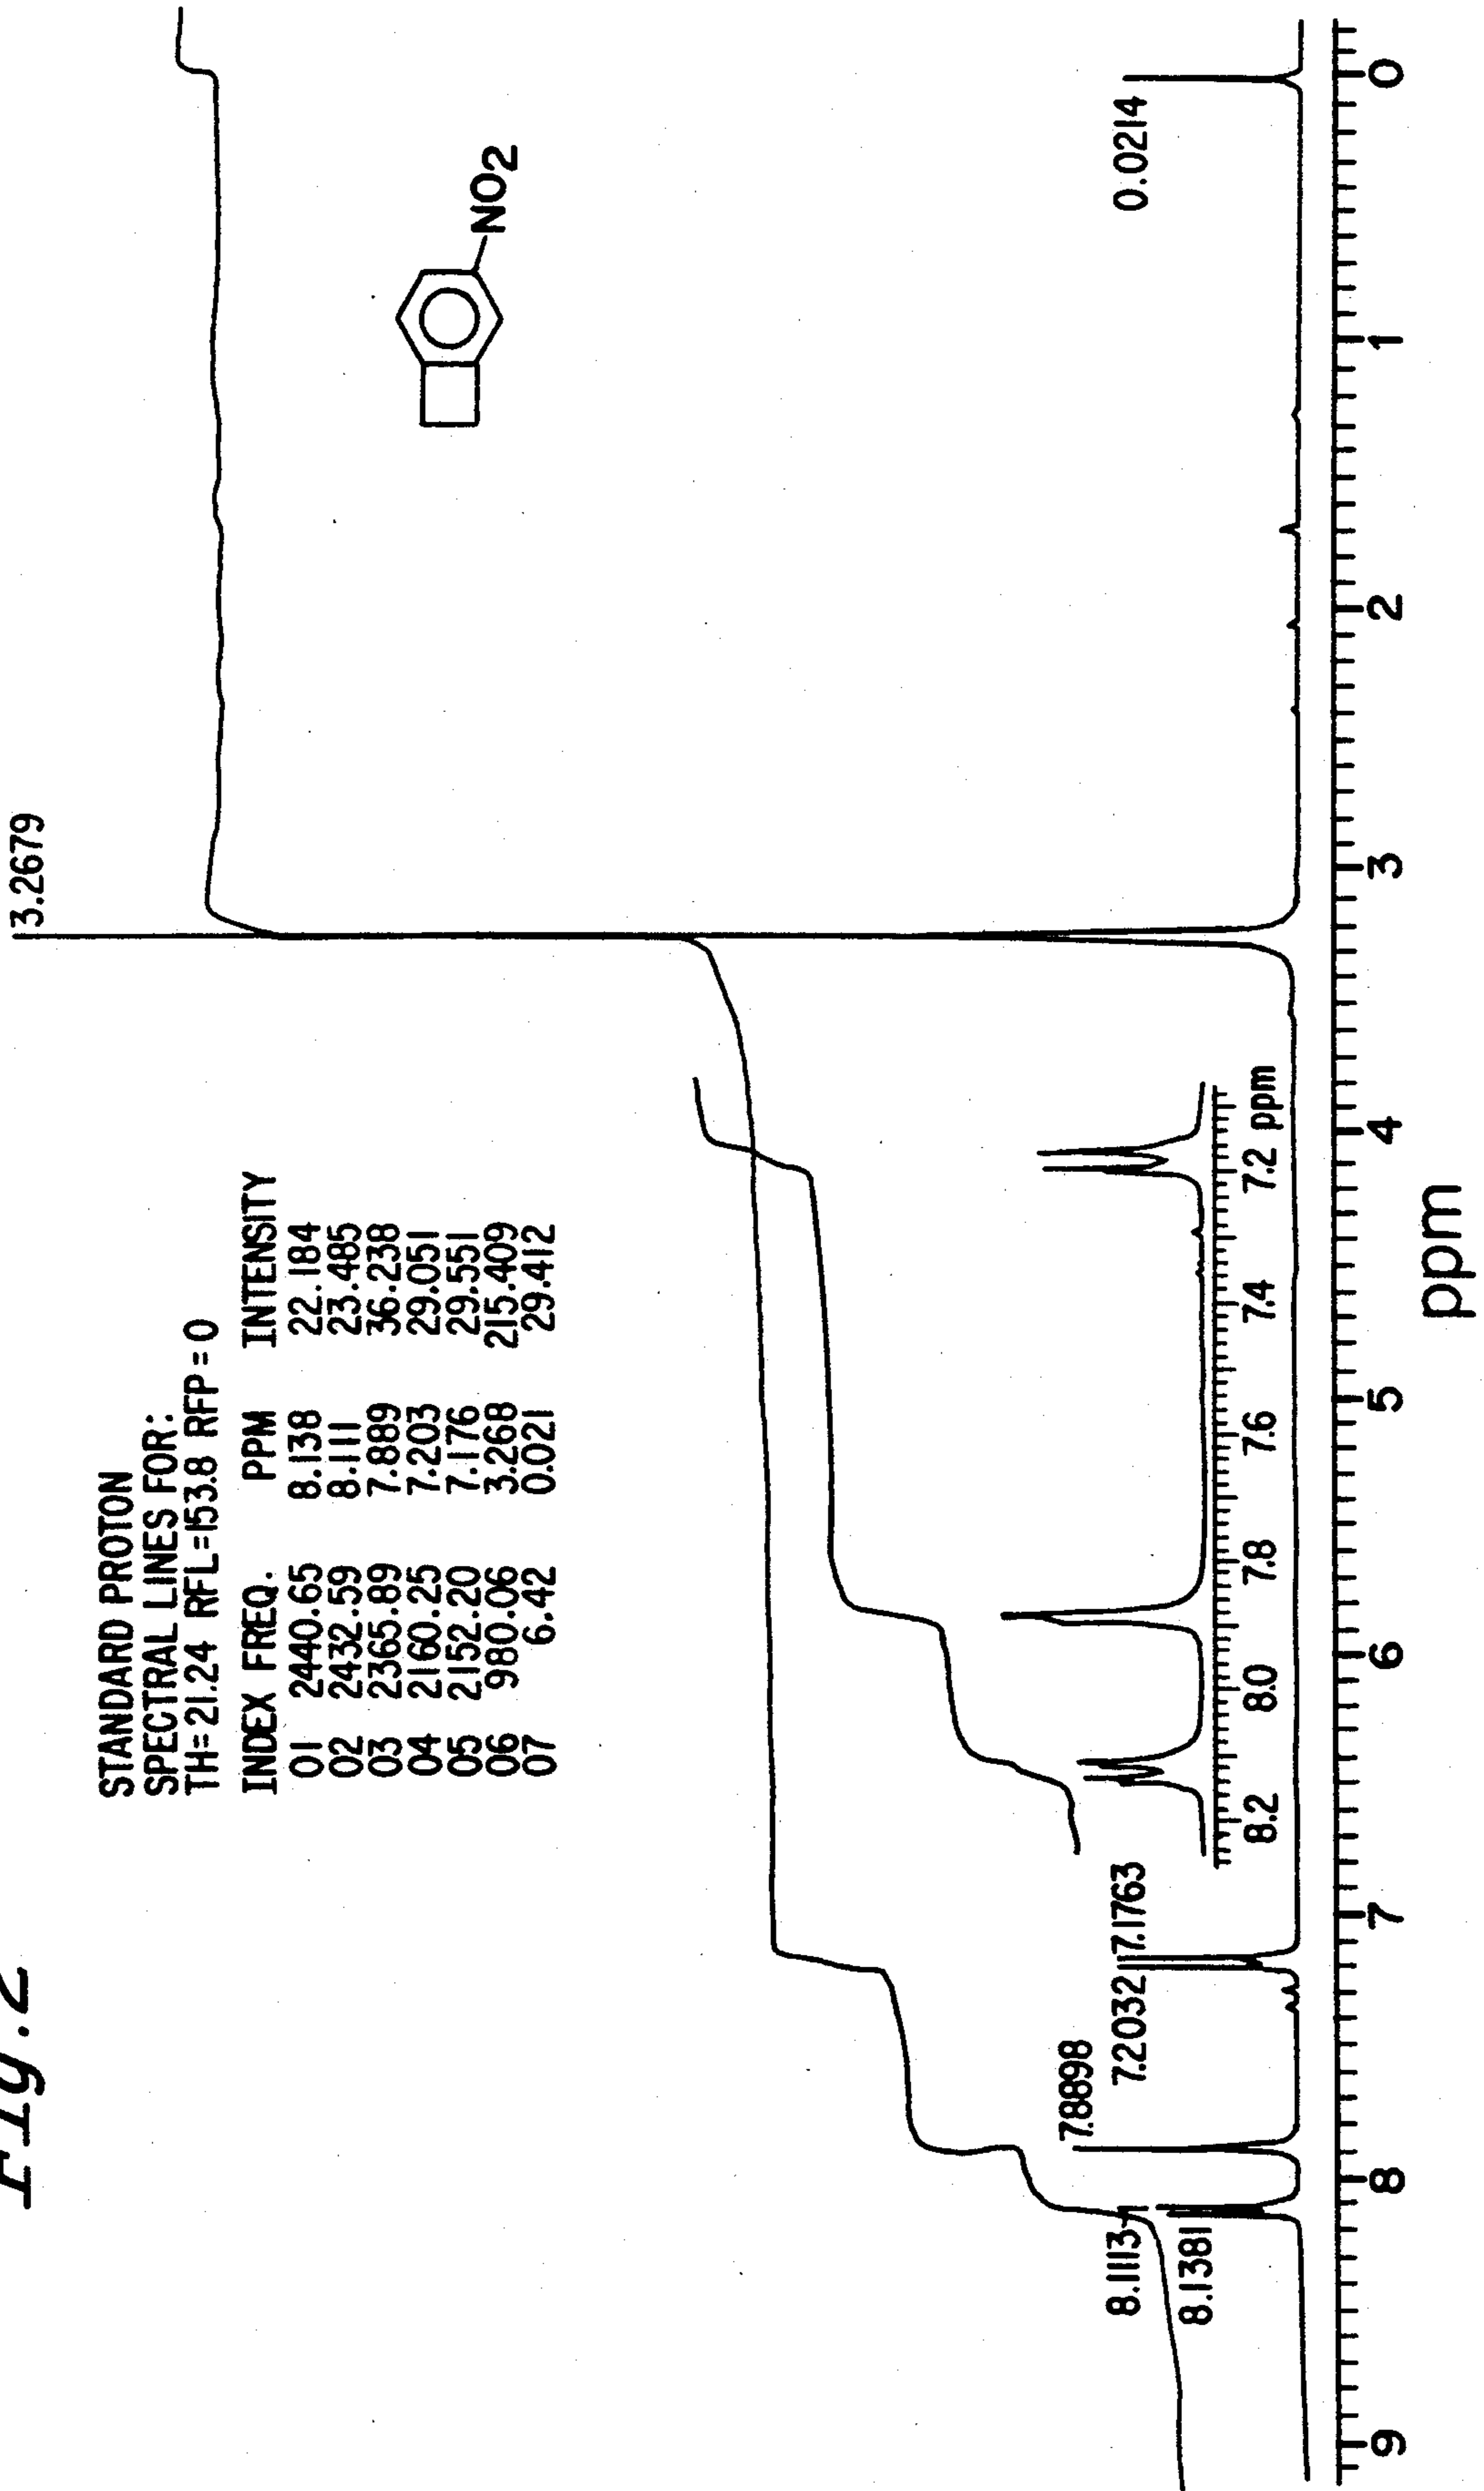 Fig.2
STANDARD PROTON
SPECTRAL LINES FOR:
TH=21.24 RFL=153.8 RFP=0
INDEX FREQ. PPM INTENSITY
01 2440.65 8.138 22.184
02 2432.59 8.111 23.485
03 2365.89 7.889 36.238
04 2160.25 7.203 29.051
05 2152.20 7.176 29.551
06 980.06 3.268 215.409
07 6.42 0.021 29.412
3.2679
NO2
8.1113
8.1381
7.8898
7.2032
7.1763
0.0214
8.2 8.0 7.8 7.6 7.4 7.2 ppm
9 8 7 6 5 4 3 2 1 0
ppm